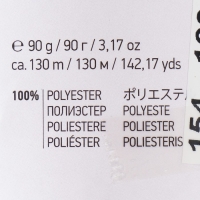 ℮ 90 g / 90 г / 3,17 oz
ca. 130 m / 130 м / 142,17 yds
100% POLYESTER ポリエステ
ПОЛИЭСТЕР POLYESTE
POLIESTERE POLIESTER
POLIÉSTER POLIESTERIS
151